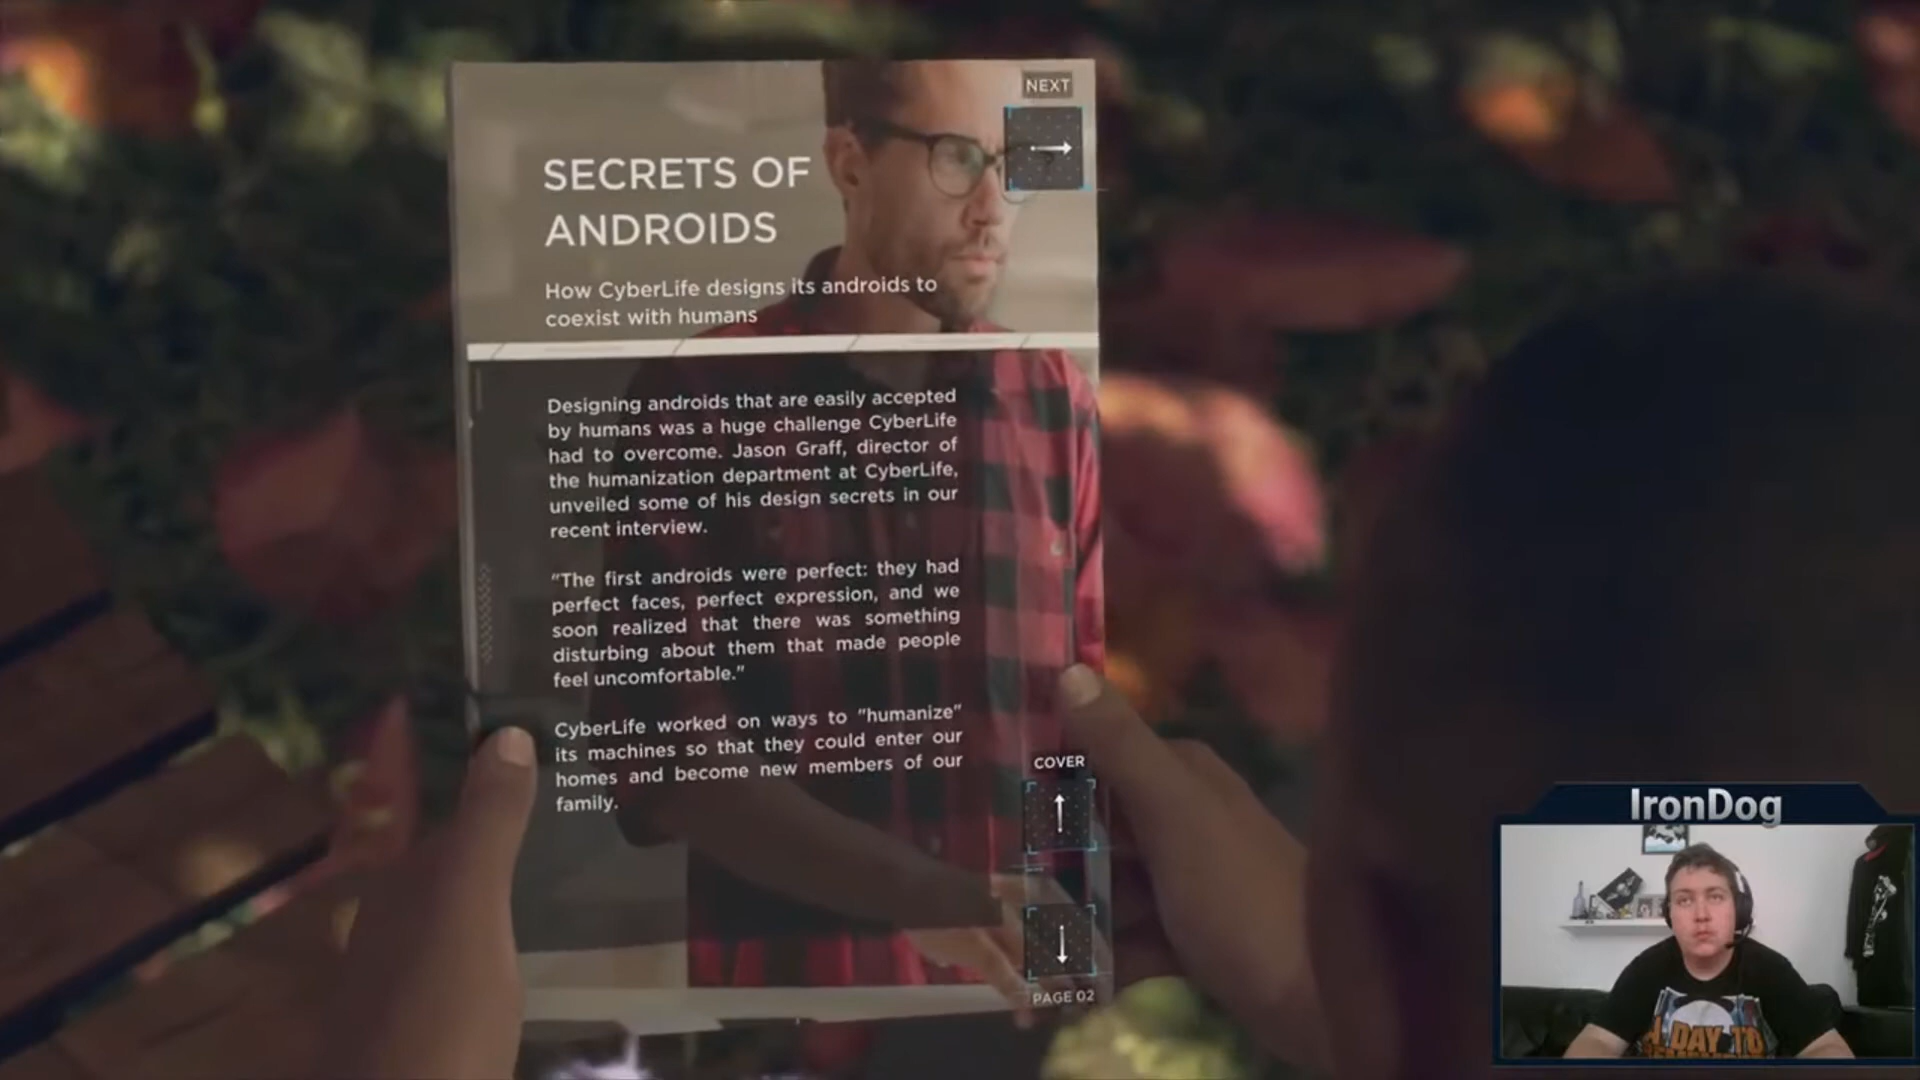 NEXT
SECRETS OF
ANDROIDS
How CyberLife designs its androids to
coexist with humans
Designing androids that are easily accepted
by humans was a huge challenge CyberLife
had to overcome. Jason Graff, director of
the humanization department at CyberLife,
unveiled some of his design secrets in our
recent interview.
"The first androids were perfect: they had
perfect faces, perfect expression, and we
soon realized that there was something
disturbing about them that made people
feel uncomfortable."
CyberLife worked on ways to "humanize"
its machines so that they could enter our
homes and become new members of our
family.
COVER
PAGE 02
IronDog
DAY TO